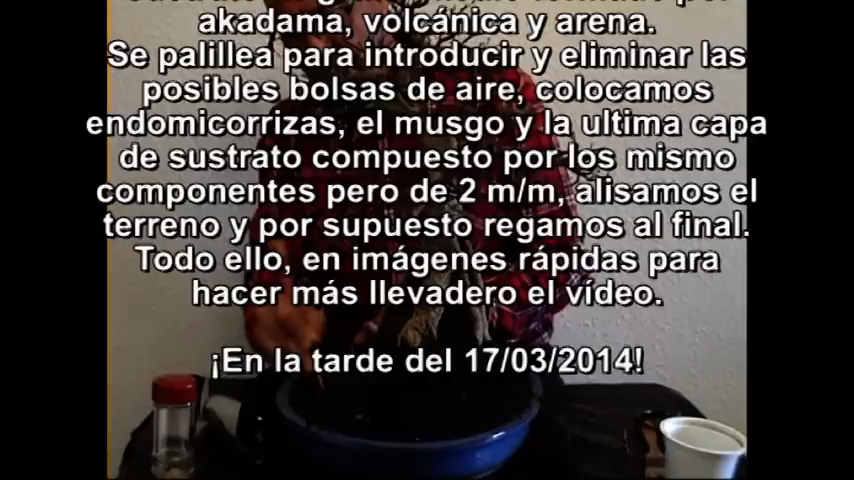 akadama, volcánica y arena.
Se palillea para introducir y eliminar las
posibles bolsas de aire, colocamos
endomicorrizas, el musgo y la ultima capa
de sustrato compuesto por los mismo
componentes pero de 2 m/m, alisamos el
terreno y por supuesto regamos al final.
Todo ello, en imágenes rápidas para
hacer más llevadero el vídeo.
¡En la tarde del 17/03/2014!